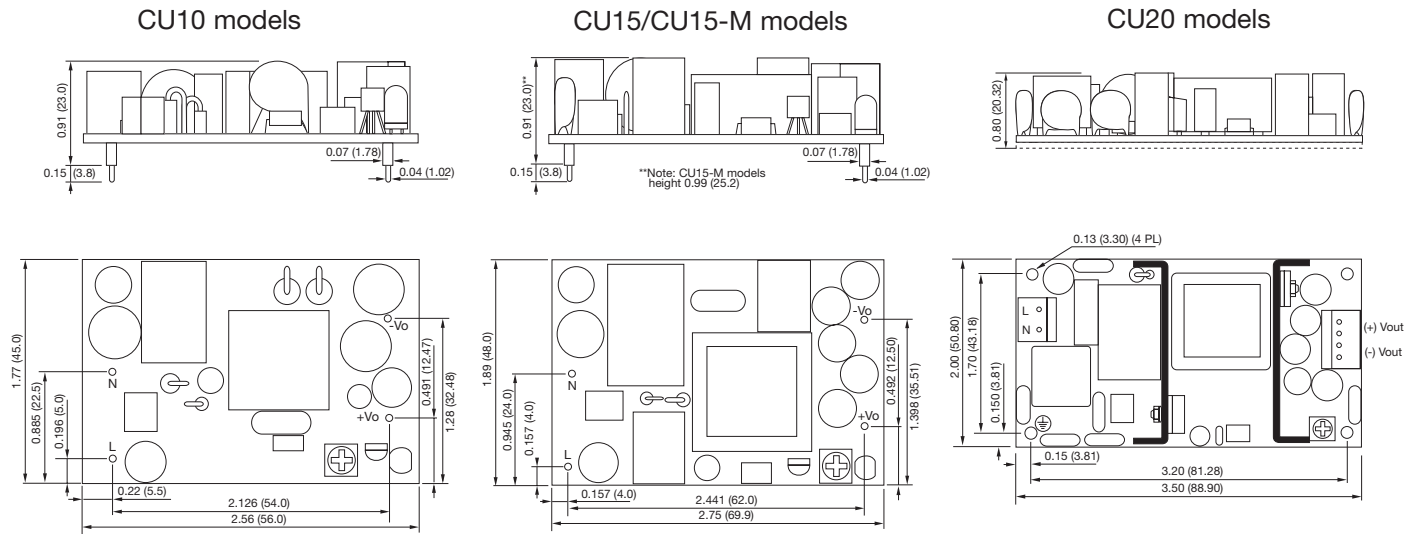 CU10 models
0.91 (23.0)
0.15 (3.8)
0.07 (1.78)
0.04 (1.02)
1.77 (45.0)
0.885 (22.5)
0.196 (5.0)
N
L
-Vo
+Vo
0.491 (12.47)
1.28 (32.48)
0.22 (5.5)
2.126 (54.0)
2.56 (56.0)
CU15/CU15-M models
0.91 (23.0)**
0.15 (3.8)
0.07 (1.78)
0.04 (1.02)
**Note: CU15-M models
height 0.99 (25.2)
1.89 (48.0)
0.945 (24.0)
0.157 (4.0)
N
L
-Vo
+Vo
0.492 (12.50)
1.398 (35.51)
0.157 (4.0)
2.441 (62.0)
2.75 (69.9)
CU20 models
0.80 (20.32)
0.13 (3.30) (4 PL)
2.00 (50.80)
1.70 (43.18)
0.150 (3.81)
L
N
(+) Vout
(-) Vout
0.15 (3.81)
3.20 (81.28)
3.50 (88.90)